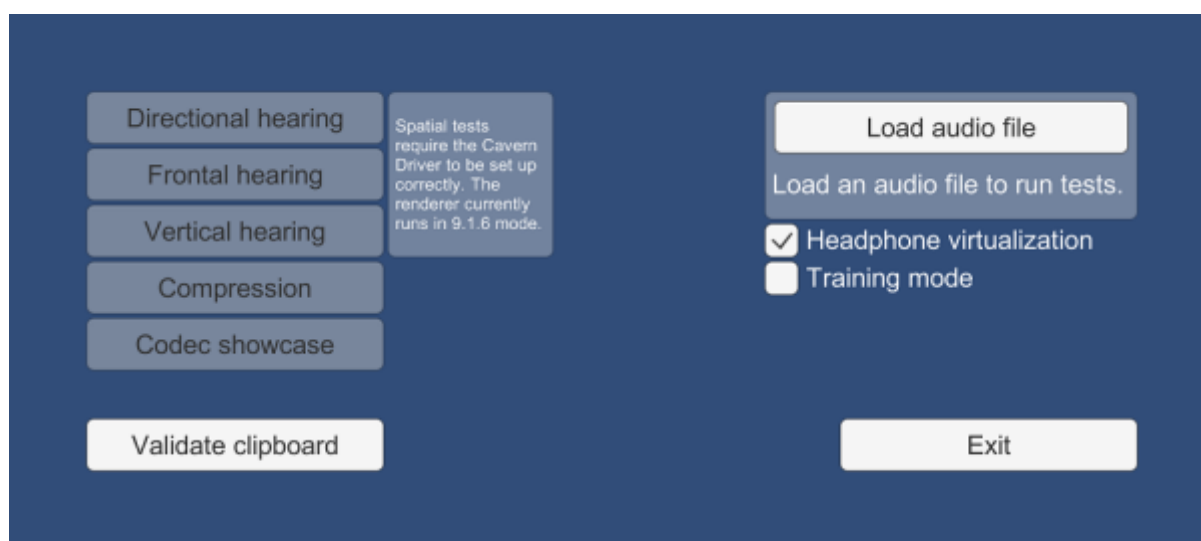 Directional hearing
Frontal hearing
Vertical hearing
Compression
Codec showcase
Spatial tests
require the Cavern
Driver to be set up
correctly. The
renderer currently
runs in 9.1.6 mode.
Validate clipboard
Load audio file
Load an audio file to run tests.
Headphone virtualization
Training mode
Exit